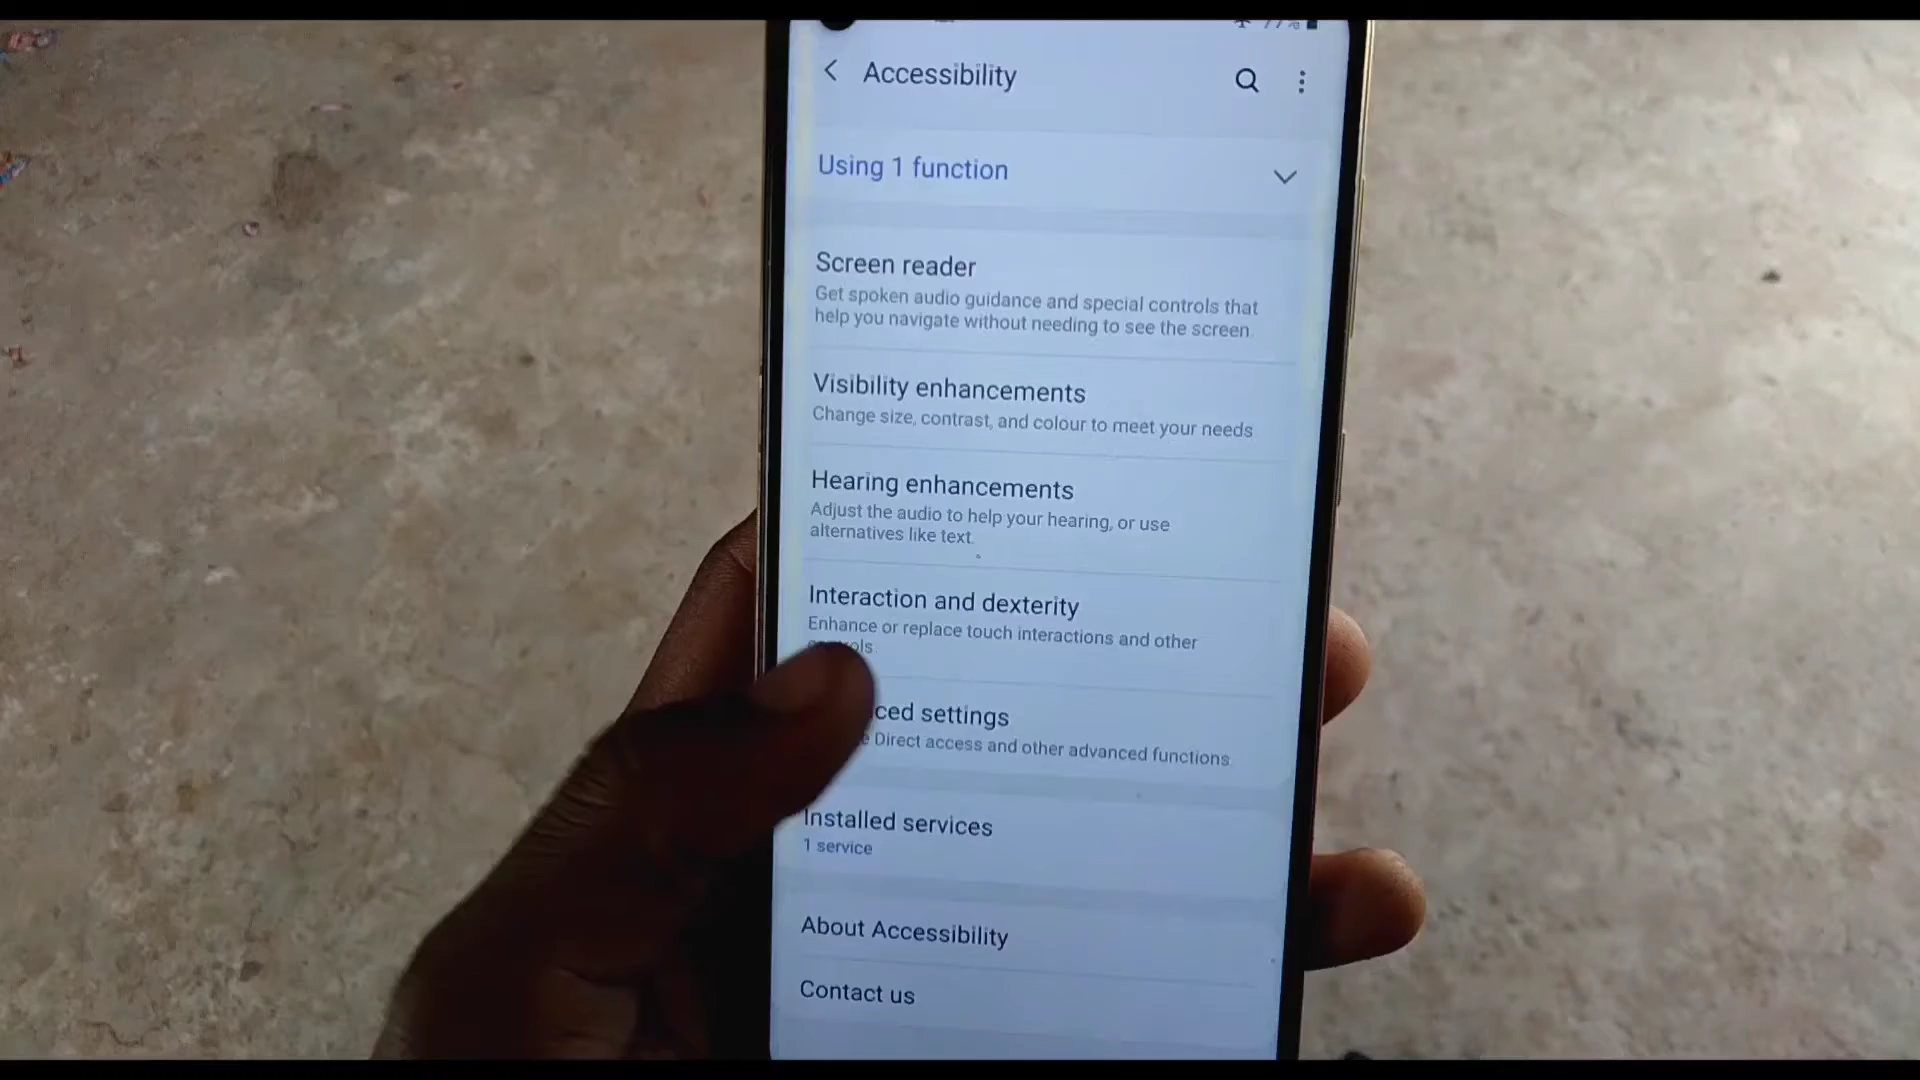 Accessibility
Using 1 function
Screen reader
Get spoken audio guidance and special controls that
help you navigate without needing to see the screen.
Visibility enhancements
Change size, contrast, and colour to meet your needs
Hearing enhancements
Adjust the audio to help your hearing, or use
alternatives like text.
Interaction and dexterity
Enhance or replace touch interactions and other
settings
Direct access and other advanced functions.
Installed services
1 service
About Accessibility
Contact us